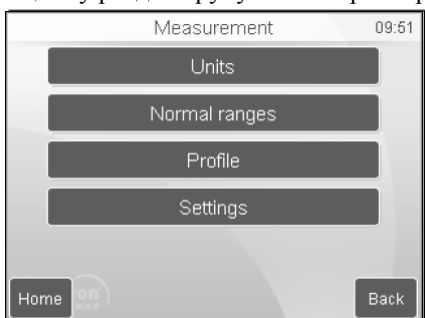 Measurement 09:51
Units
Normal ranges
Profile
Settings
Home
Back